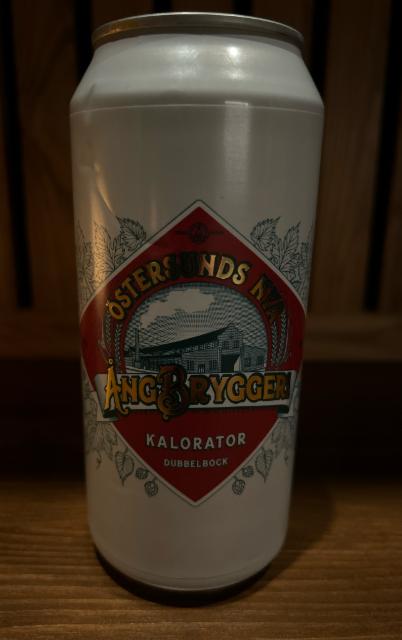 ÖSTERSUNDS NYA
ÅNGBRYGGERI
KALORATOR
DUBBELBOCK